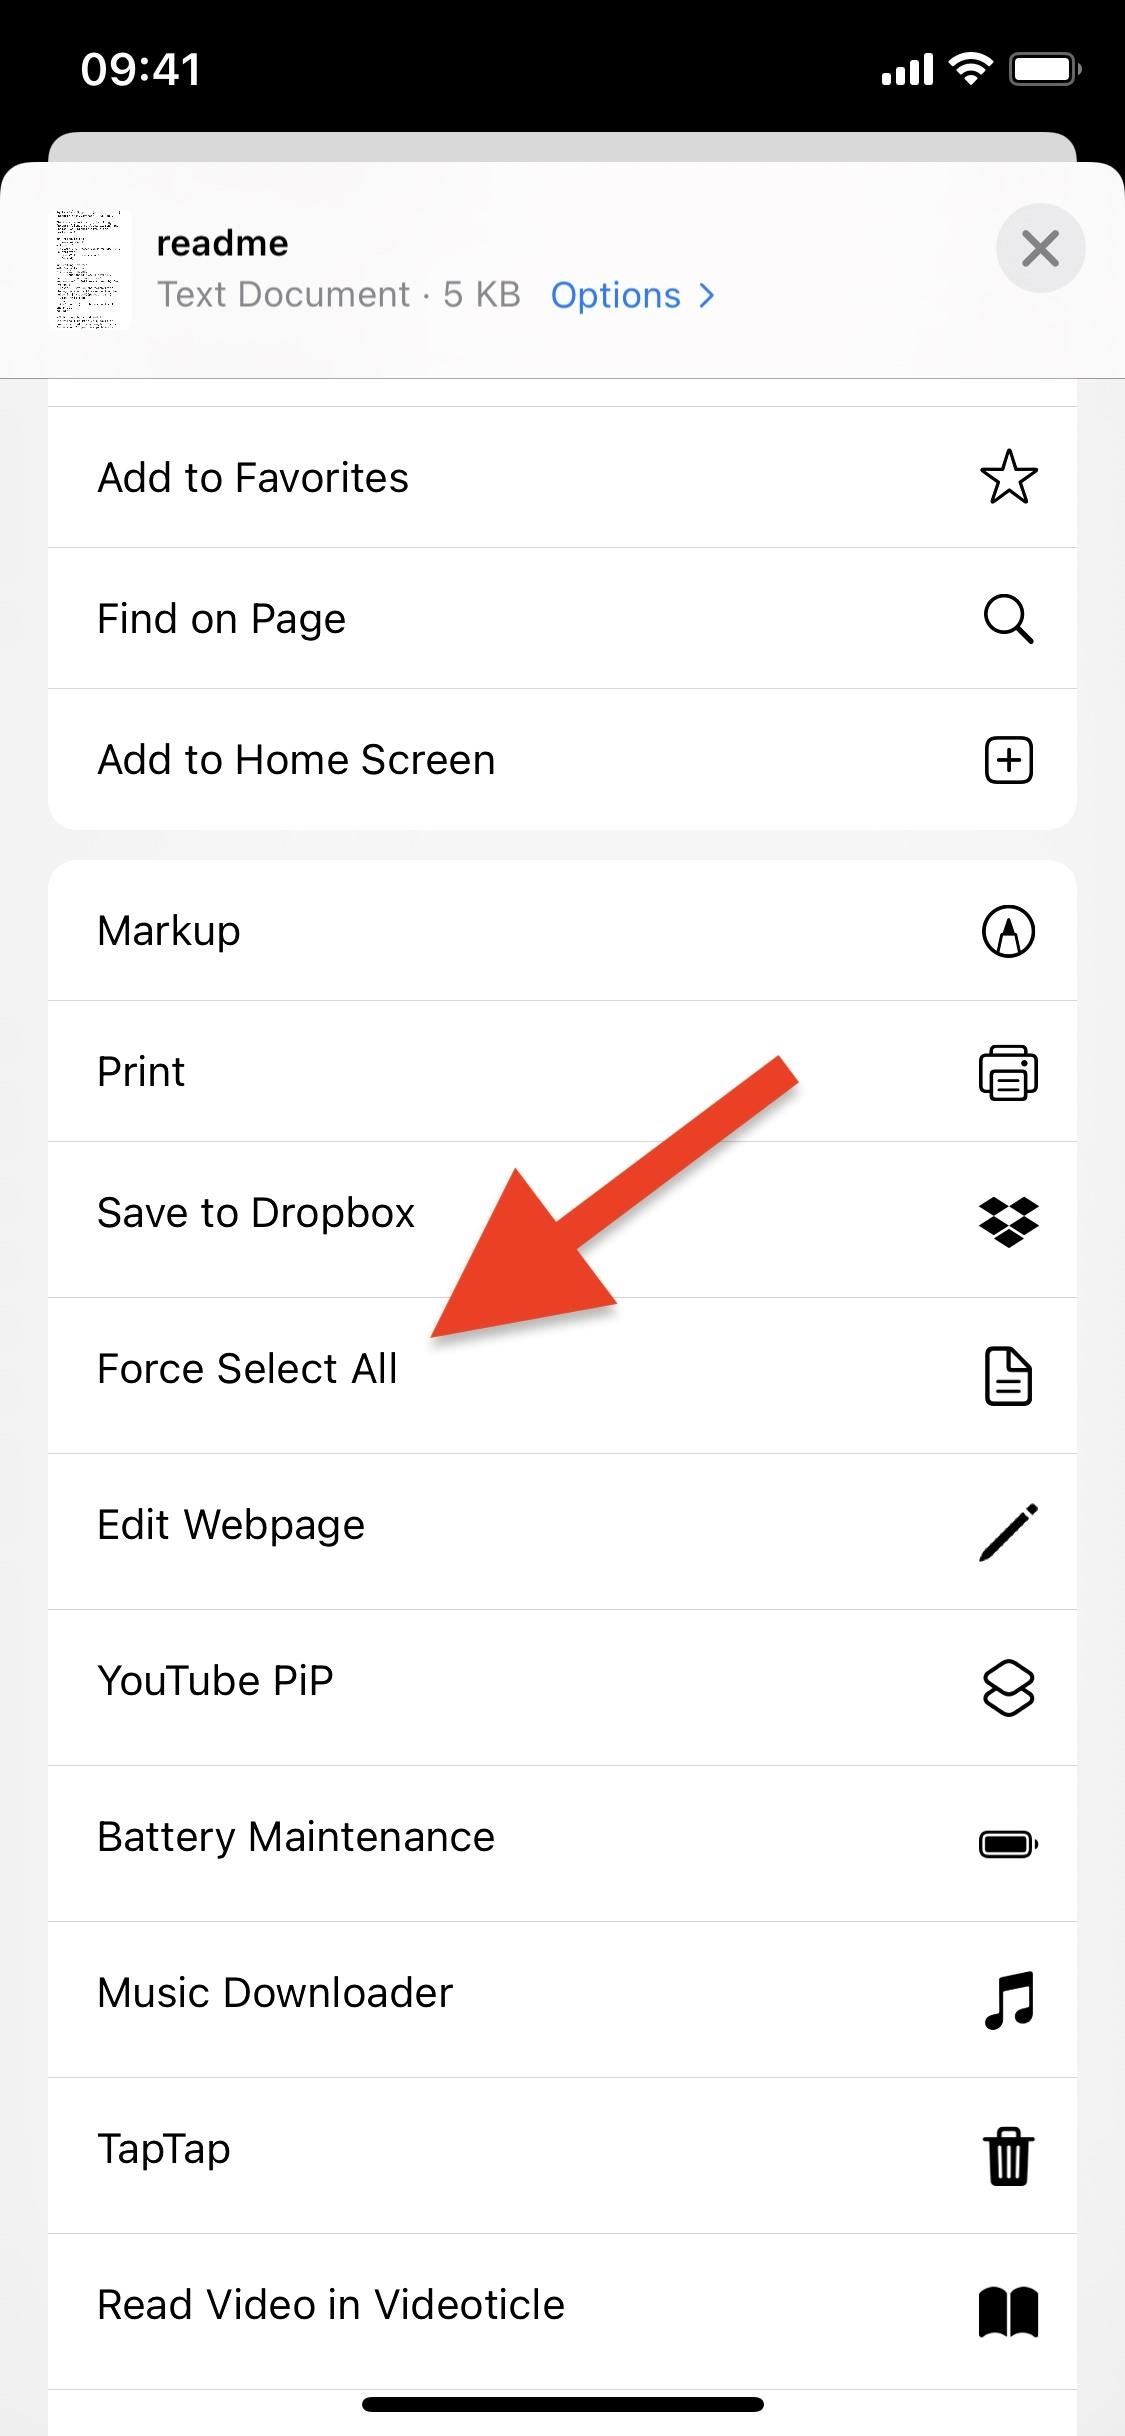 09:41
readme
Text Document · 5 KB Options >
Add to Favorites
Find on Page
Add to Home Screen
Markup
Print
Save to Dropbox
Force Select All
Edit Webpage
YouTube PiP
Battery Maintenance
Music Downloader
TapTap
Read Video in Videoticle